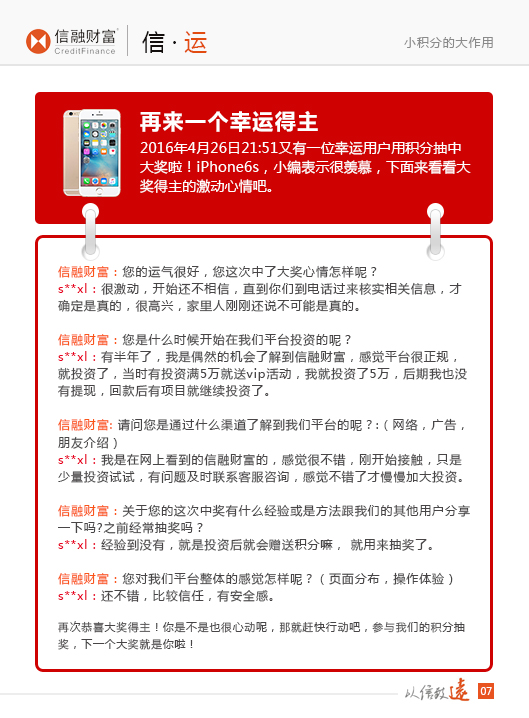 信融财富
CreditFinance
信·运
小积分的大作用
再来一个幸运得主
2016年4月26日21:51又有一位幸运用户用积分抽中
大奖啦！iPhone6s，小编表示很羡慕，下面来看看大
奖得主的激动心情吧。
信融财富：您的运气很好，您这次中了大奖心情怎样呢？
s**xl：很激动，开始还不相信，直到你们到电话过来核实相关信息，才
确定是真的，很高兴，家里人刚刚还说不可能是真的。
信融财富：您是什么时候开始在我们平台投资的呢？
s**xl：有半年了，我是偶然的机会了解到信融财富，感觉平台很正规，
就投资了，当时有投资满5万就送vip活动，我就投资了5万，后期我也没
有提现，回款后有项目就继续投资了。
信融财富: 请问您是通过什么渠道了解到我们平台的呢？:（网络，广告，
朋友介绍）
s**xl：我是在网上看到的信融财富的，感觉很不错，刚开始接触，只是
少量投资试试，有问题及时联系客服咨询，感觉不错了才慢慢加大投资。
信融财富：关于您的这次中奖有什么经验或是方法跟我们的其他用户分享
一下吗?之前经常抽奖吗？
s**xl：经验到没有，就是投资后就会赠送积分嘛， 就用来抽奖了。
信融财富：您对我们平台整体的感觉怎样呢？（页面分布，操作体验）
s**xl：还不错，比较信任，有安全感。
再次恭喜大奖得主！你是不是也很心动呢，那就赶快行动吧，参与我们的积分抽
奖，下一个大奖就是你啦！
以信致远
07